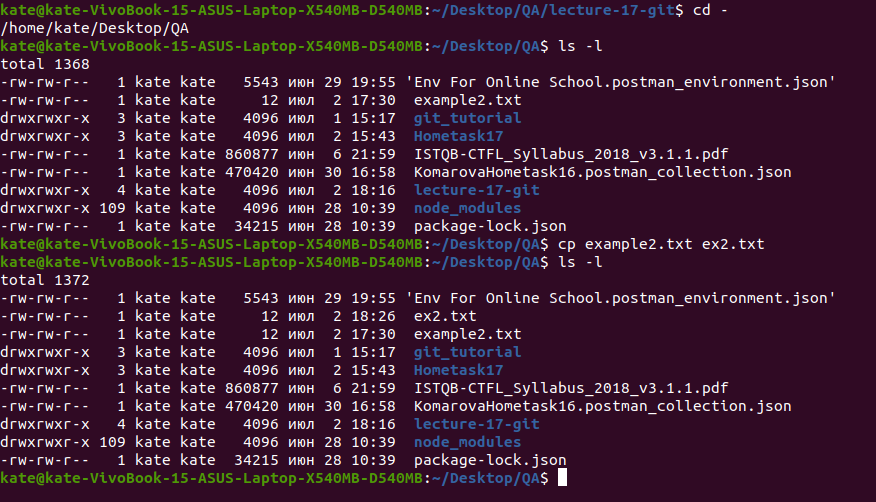 kate@kate-VivoBook-15-ASUS-Laptop-X540MB-D540MB:~/Desktop/QA/lecture-17-git$ cd -
/home/kate/Desktop/QA
kate@kate-VivoBook-15-ASUS-Laptop-X540MB-D540MB:~/Desktop/QA$ ls -l
total 1368
-rw-rw-r--   1 kate kate   5543 июн 29 19:55 'Env For Online School.postman_environment.json'
-rw-rw-r--   1 kate kate     12 июл  2 17:30  example2.txt
drwxrwxr-x   3 kate kate   4096 июл  1 15:17  git_tutorial
drwxrwxr-x   3 kate kate   4096 июл  2 15:43  Hometask17
-rw-rw-r--   1 kate kate 860877 июн  6 21:59  ISTQB-CTFL_Syllabus_2018_v3.1.1.pdf
-rw-rw-r--   1 kate kate 470420 июн 30 16:58  KomarovaHometask16.postman_collection.json
drwxrwxr-x   4 kate kate   4096 июл  2 18:16  lecture-17-git
drwxrwxr-x 109 kate kate   4096 июн 28 10:39  node_modules
-rw-rw-r--   1 kate kate  34215 июн 28 10:39  package-lock.json
kate@kate-VivoBook-15-ASUS-Laptop-X540MB-D540MB:~/Desktop/QA$ cp example2.txt ex2.txt
kate@kate-VivoBook-15-ASUS-Laptop-X540MB-D540MB:~/Desktop/QA$ ls -l
total 1372
-rw-rw-r--   1 kate kate   5543 июн 29 19:55 'Env For Online School.postman_environment.json'
-rw-rw-r--   1 kate kate     12 июл  2 18:26  ex2.txt
-rw-rw-r--   1 kate kate     12 июл  2 17:30  example2.txt
drwxrwxr-x   3 kate kate   4096 июл  1 15:17  git_tutorial
drwxrwxr-x   3 kate kate   4096 июл  2 15:43  Hometask17
-rw-rw-r--   1 kate kate 860877 июн  6 21:59  ISTQB-CTFL_Syllabus_2018_v3.1.1.pdf
-rw-rw-r--   1 kate kate 470420 июн 30 16:58  KomarovaHometask16.postman_collection.json
drwxrwxr-x   4 kate kate   4096 июл  2 18:16  lecture-17-git
drwxrwxr-x 109 kate kate   4096 июн 28 10:39  node_modules
-rw-rw-r--   1 kate kate  34215 июн 28 10:39  package-lock.json
kate@kate-VivoBook-15-ASUS-Laptop-X540MB-D540MB:~/Desktop/QA$